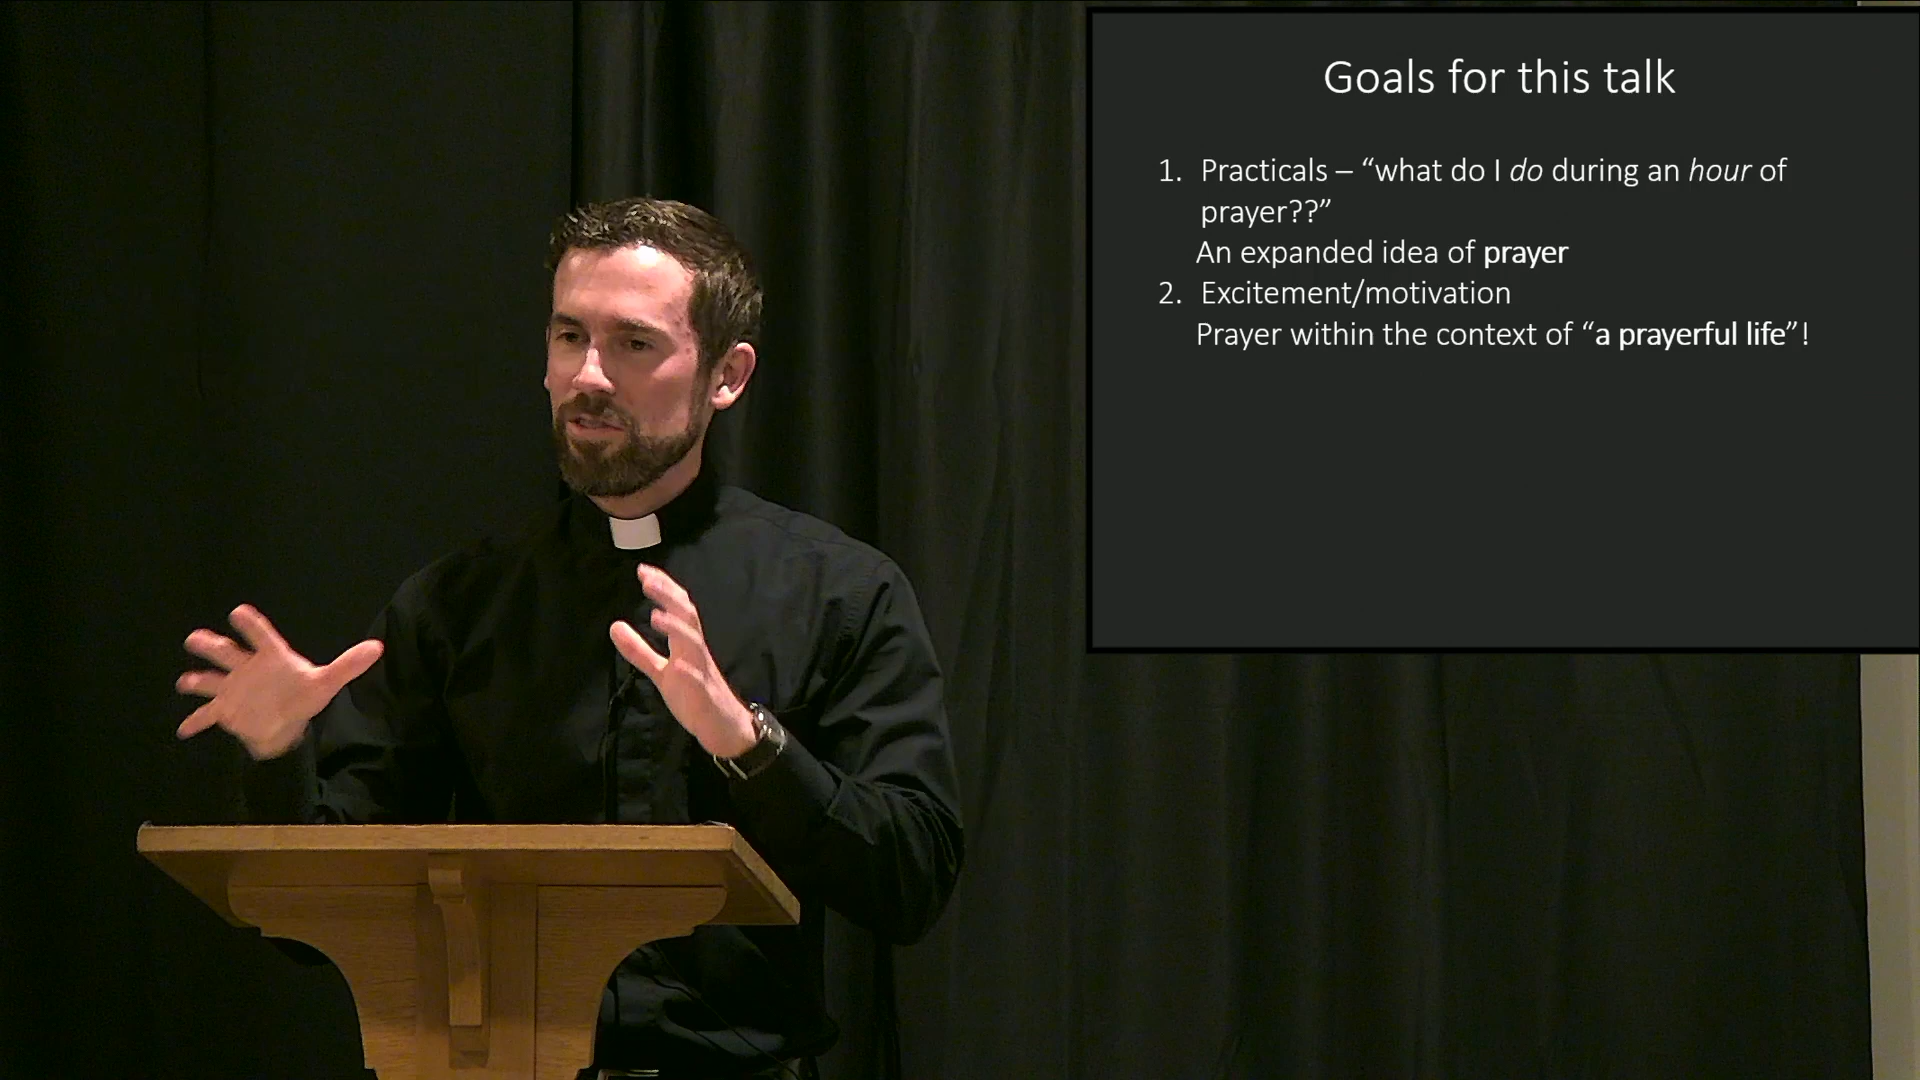 Goals for this talk
1. Practicals – “what do I do during an hour of
prayer??”
An expanded idea of prayer
2. Excitement/motivation
Prayer within the context of “a prayerful life”!